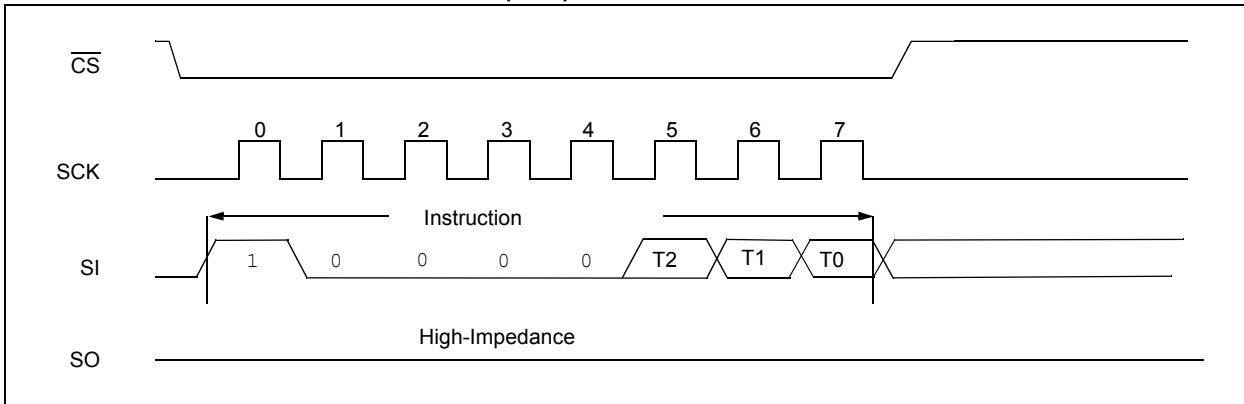 CS
0 1 2 3 4 5 6 7
SCK
Instruction
SI 1 0 0 0 0 T2 T1 T0
High-Impedance
SO